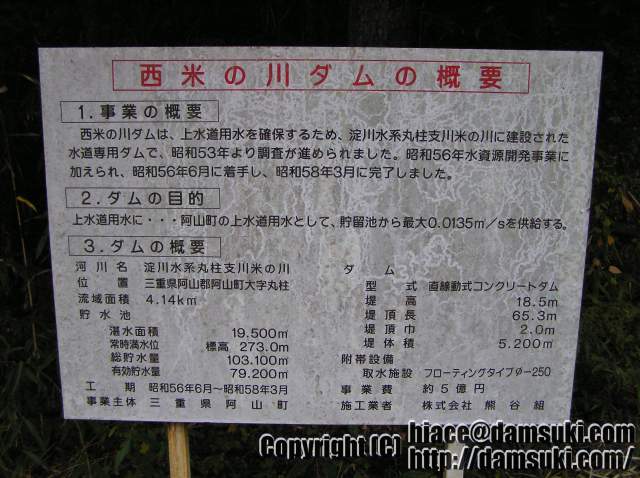 西米の川ダムの概要
1.事業の概要
西米の川ダムは、上水道用水を確保するため、淀川水系丸柱支川米の川に建設された
水道専用ダムで、昭和53年より調査が進められました。昭和56年水資源開発事業に
加えられ、昭和56年6月に着手し、昭和58年3月に完了しました。
2.ダムの目的
上水道用水に・・・阿山町の上水道用水として、貯留池から最大0.0135m/sを供給する。
3.ダムの概要
河川名 淀川水系丸柱支川米の川
位置 三重県阿山郡阿山町大字丸柱
流域面積 4.14km
貯水池
湛水面積 19.500m
常時満水位 標高 273.0m
総貯水量 103.100m
有効貯水量 79.200m
工期 昭和56年6月~昭和58年3月
事業主体 三重県阿山町
ダム
型式 直線動式コンクリートダム
堤高 18.5m
堤頂長 65.3m
堤頂巾 2.0m
堤体積 5.200m
附帯設備
取水施設 フローティングタイプφ-250
事業費 約5億円
施工業者 株式会社 熊谷組
Copyright (C) hiace@damsuki.com
http://damsuki.com/